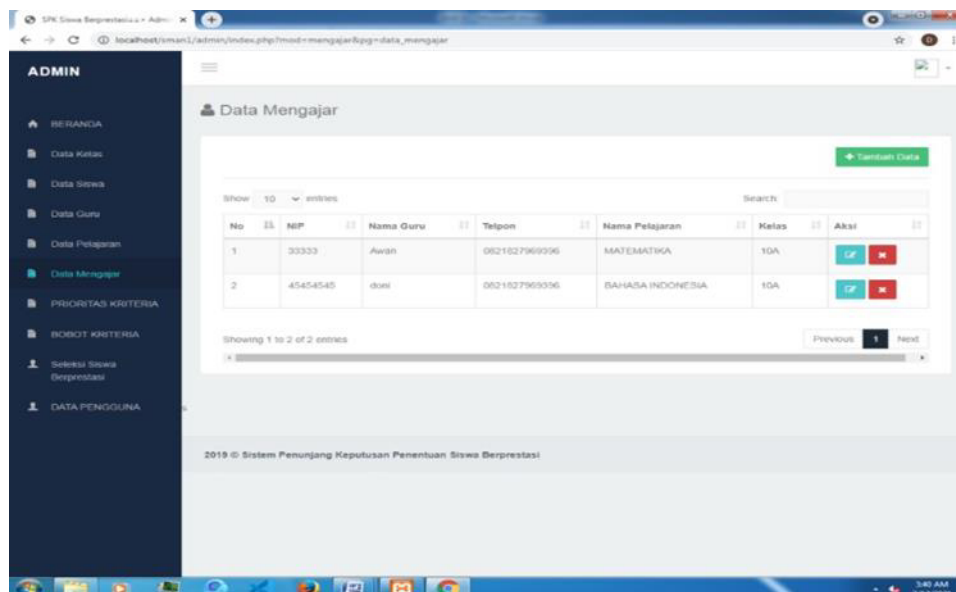 SPK Siswa Berprestasi
localhost/sman1/admin/index.php?mod=mengajar&pg=data_mengajar
ADMIN
BERANDA
Data Kelas
Data Siswa
Data Guru
Data Pelajaran
Data Mengajar
PRIORITAS KRITERIA
BOBOT KRITERIA
Seleksi Siswa
Berprestasi
DATA PENGGUNA
Data Mengajar
Tambah Data
Show 10 entries
Search:
No NIP Nama Guru Telpon Nama Pelajaran Kelas Aksi
1 33333 Awan 0821827969396 MATEMATIKA 10A
2 45454545 doni 0821827969396 BAHASA INDONESIA 10A
Showing 1 to 2 of 2 entries
Previous 1 Next
2019 © Sistem Penunjang Keputusan Penentuan Siswa Berprestasi
3:40 AM